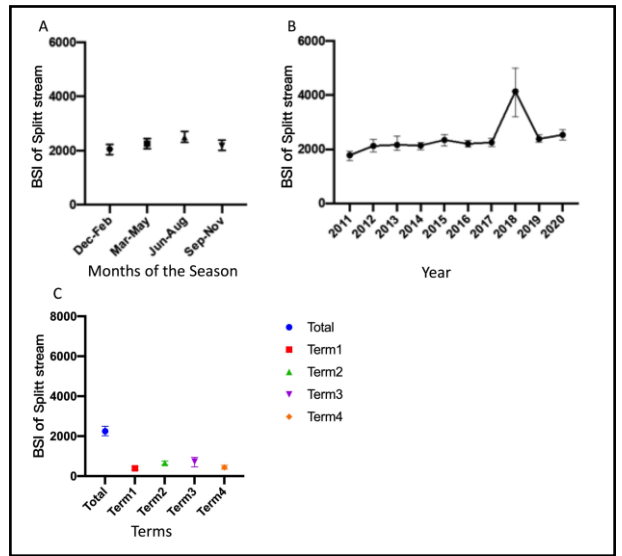 A
BSI of Splitt stream
6000
4000
2000
0
Dec-Feb
Mar-May
Jun-Aug
Sep-Nov
Months of the Season
B
BSI of Splitt stream
6000
4000
2000
0
2011
2012
2013
2014
2015
2016
2017
2018
2019
2020
Year
C
BSI of Splitt stream
8000
6000
4000
2000
0
Total
Term1
Term2
Term3
Term4
Terms
Total
Term1
Term2
Term3
Term4